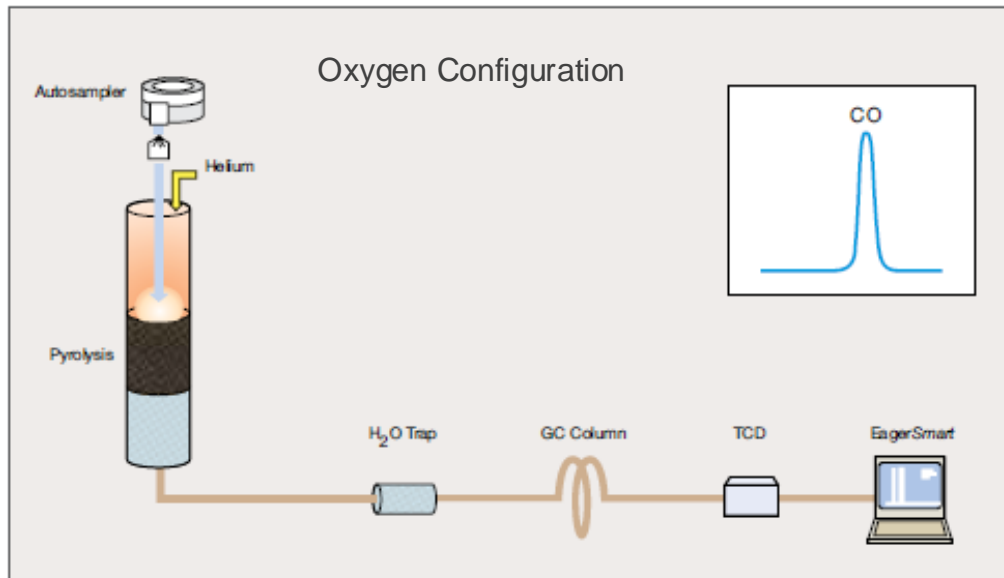 Oxygen Configuration
Autosampler
CO
Helium
Pyrolysis
H₂O Trap
GC Column
TCD
EagerSmart